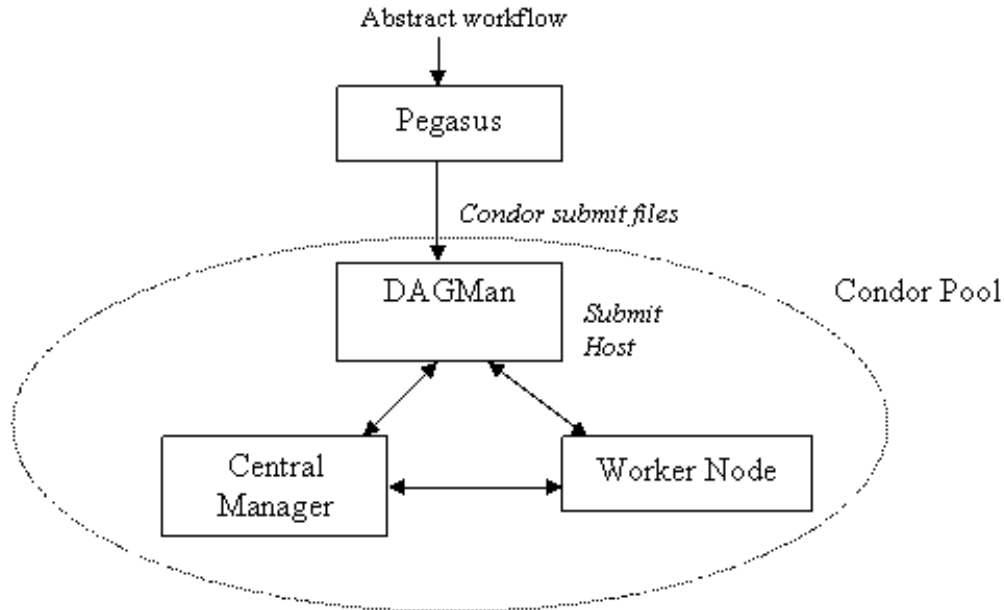 Abstract workflow
Pegasus
Condor submit files
DAGMan
Condor Pool
Submit
Host
Central
Manager
Worker Node